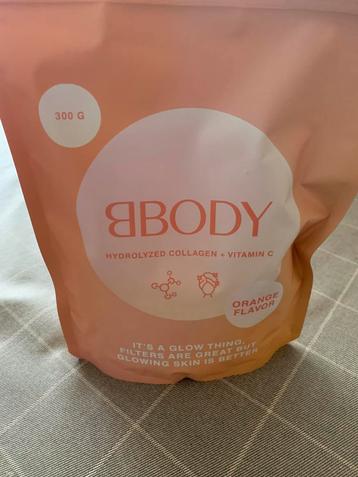 300 G
BBODY
HYDROLYZED COLLAGEN + VITAMIN C
ORANGE
FLAVOR
IT'S A GLOW THING.
FILTERS ARE GREAT BUT
GLOWING SKIN IS BETTER